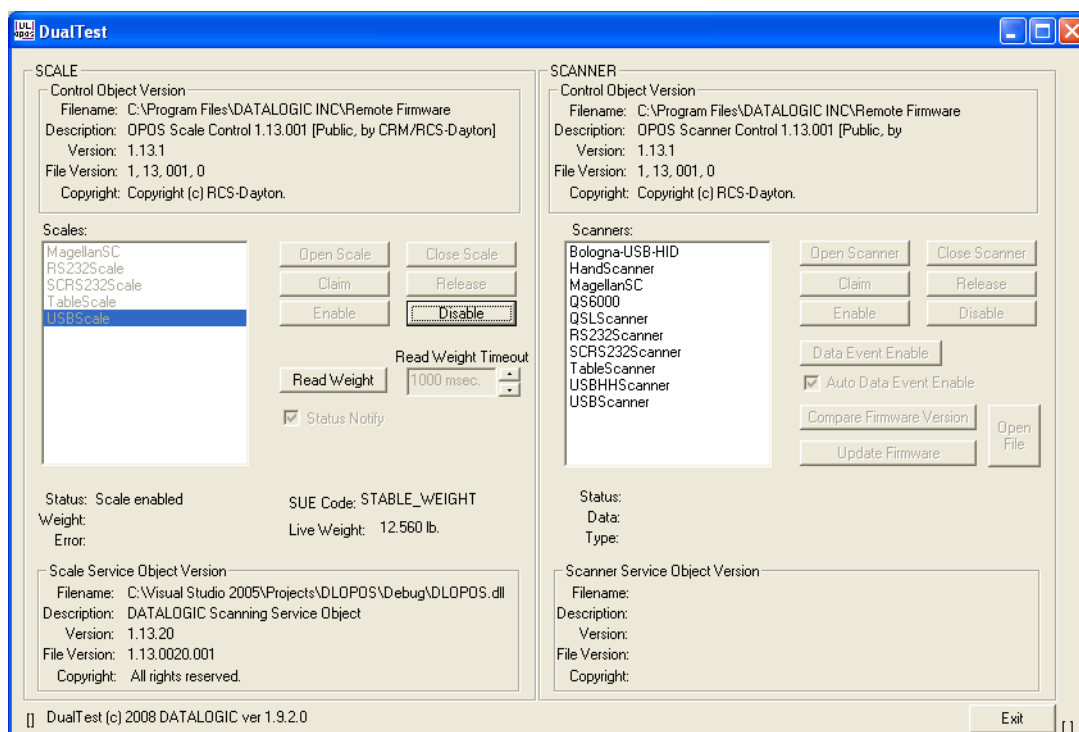 UL
opos
DualTest
SCALE
Control Object Version
Filename: C:\Program Files\DATALOGIC INC\Remote Firmware
Description: OPOS Scale Control 1.13.001 [Public, by CRM/RCS-Dayton]
Version: 1.13.1
File Version: 1, 13, 001, 0
Copyright: Copyright (c) RCS-Dayton.
Scales:
MagellanSC
RS232Scale
SCRS232Scale
TableScale
USBScale
Open Scale
Close Scale
Claim
Release
Enable
Disable
Read Weight Timeout
Read Weight
1000 msec.
Status Notify
Status: Scale enabled
Weight:
Error:
SUE Code: STABLE_WEIGHT
Live Weight: 12.560 lb.
Scale Service Object Version
Filename: C:\Visual Studio 2005\Projects\DLOPOS\Debug\DLOPOS.dll
Description: DATALOGIC Scanning Service Object
Version: 1.13.20
File Version: 1.13.0020.001
Copyright: All rights reserved.
SCANNER
Control Object Version
Filename: C:\Program Files\DATALOGIC INC\Remote Firmware
Description: OPOS Scanner Control 1.13.001 [Public, by
Version: 1.13.1
File Version: 1, 13, 001, 0
Copyright: Copyright (c) RCS-Dayton.
Scanners:
Bologna-USB-HID
HandScanner
MagellanSC
QS6000
QSLScanner
RS232Scanner
SCRS232Scanner
TableScanner
USBHHScanner
USBScanner
Open Scanner
Close Scanner
Claim
Release
Enable
Disable
Data Event Enable
Auto Data Event Enable
Compare Firmware Version
Update Firmware
Open
File
Status:
Data:
Type:
Scanner Service Object Version
Filename:
Description:
Version:
File Version:
Copyright:
[] DualTest (c) 2008 DATALOGIC ver 1.9.2.0
Exit
[ ]